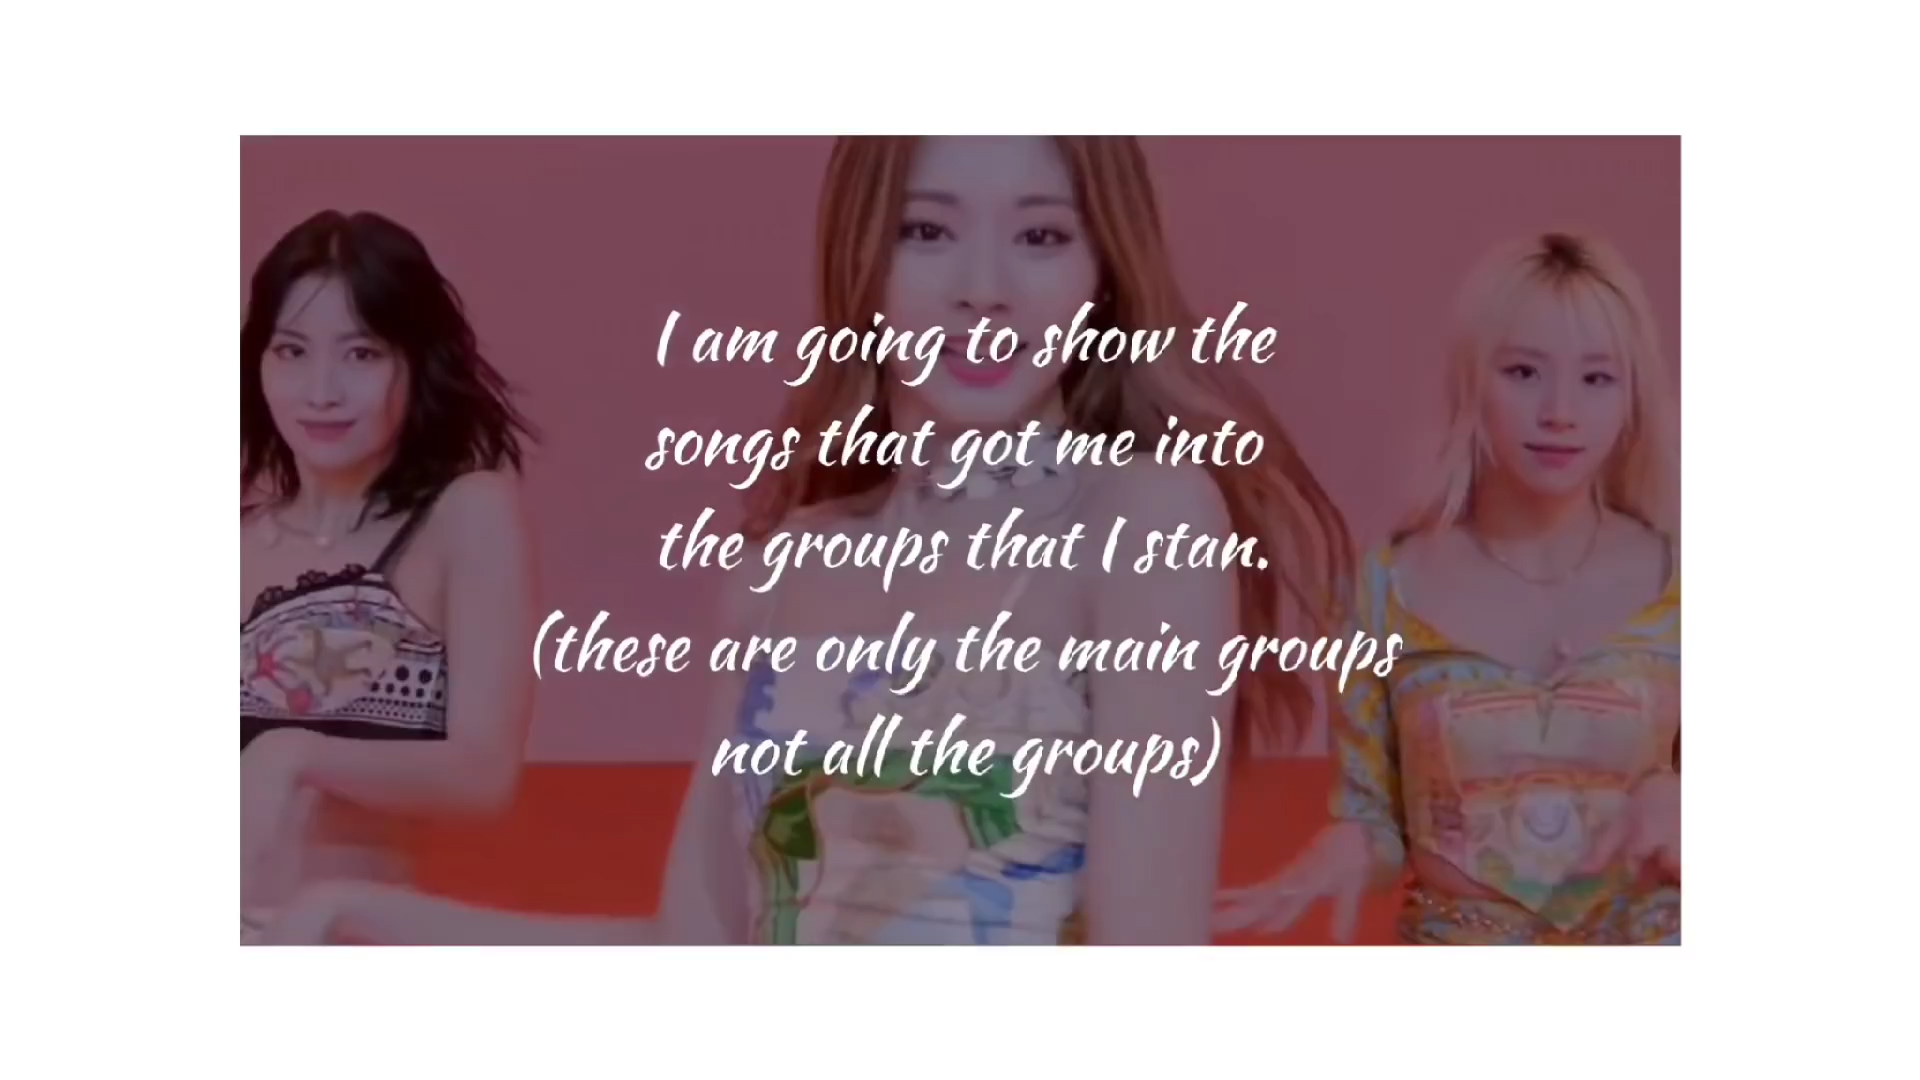 I am going to show the
songs that got me into
the groups that I stan.
(these are only the main groups
not all the groups)